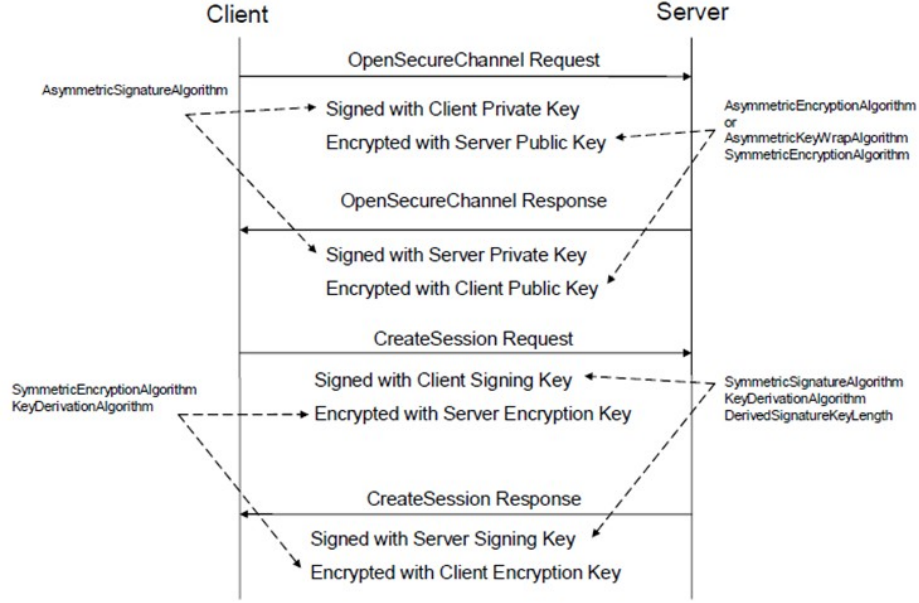 Client
Server
OpenSecureChannel Request
AsymmetricSignatureAlgorithm
Signed with Client Private Key
Encrypted with Server Public Key
AsymmetricEncryptionAlgorithm
or
AsymmetricKeyWrapAlgorithm
SymmetricEncryptionAlgorithm
OpenSecureChannel Response
Signed with Server Private Key
Encrypted with Client Public Key
CreateSession Request
SymmetricEncryptionAlgorithm
KeyDerivationAlgorithm
Signed with Client Signing Key
Encrypted with Server Encryption Key
SymmetricSignatureAlgorithm
KeyDerivationAlgorithm
DerivedSignatureKeyLength
CreateSession Response
Signed with Server Signing Key
Encrypted with Client Encryption Key